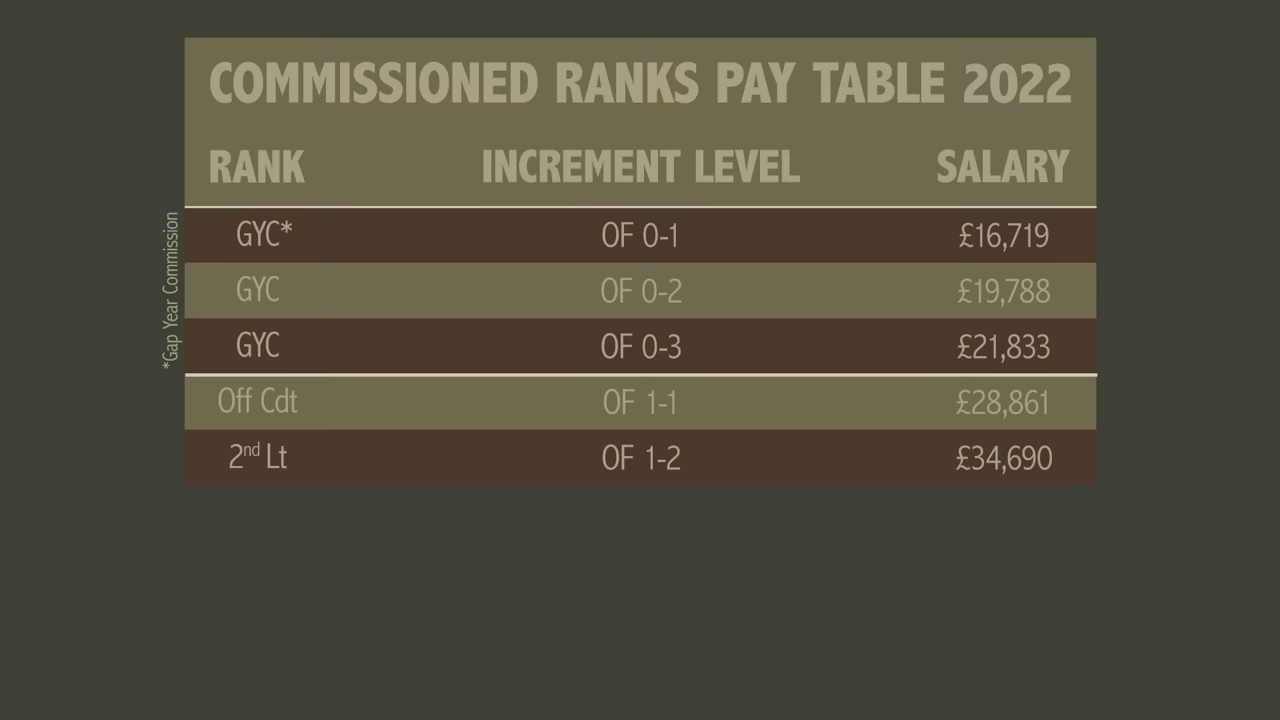 COMMISSIONED RANKS PAY TABLE 2022
RANK INCREMENT LEVEL SALARY
GYC* OF 0-1 £16,719
GYC OF 0-2 £19,788
GYC OF 0-3 £21,833
Off Cdt OF 1-1 £28,861
2nd Lt OF 1-2 £34,690
*Gap Year Commission